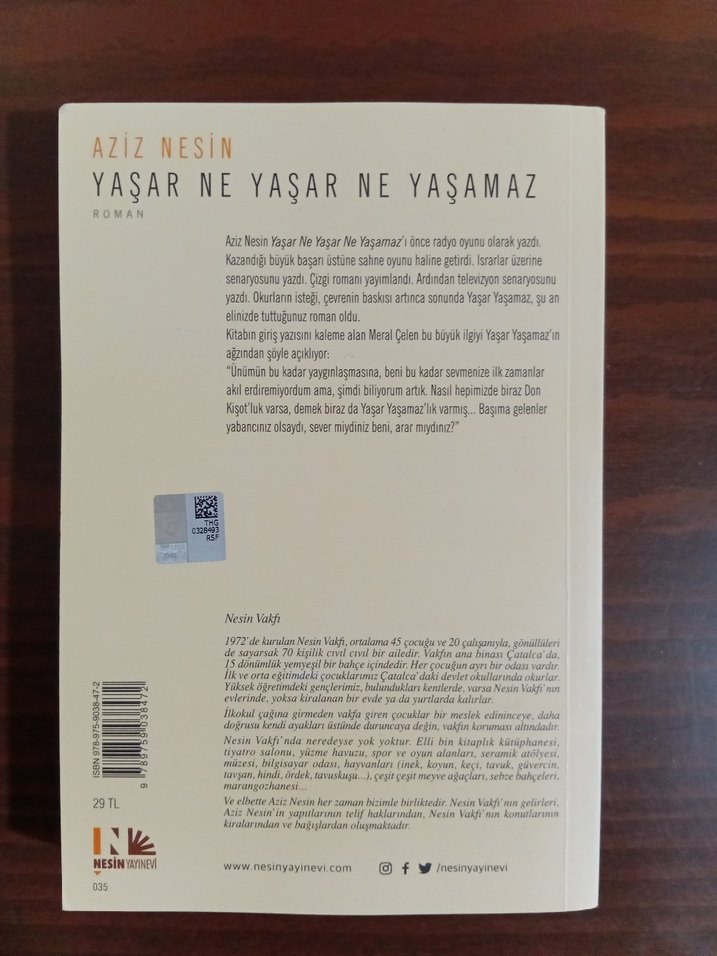 AZİZ NESİN
YAŞAR NE YAŞAR NE YAŞAMAZ
ROMAN
Aziz Nesin Yaşar Ne Yaşar Ne Yaşamaz'ı önce radyo oyunu olarak yazdı.
Kazandığı büyük başarı üstüne sahne oyunu haline getirdi. Israrlar üzerine
senaryosunu yazdı. Çizgi romanı yayımlandı. Ardından televizyon senaryosunu
yazdı. Okurların isteği, çevrenin baskısı artınca sonunda Yaşar Yaşamaz, şu an
elinizde tuttuğunuz roman oldu.
Kitabın giriş yazısını kaleme alan Meral Çelen bu büyük ilgiyi Yaşar Yaşamaz'ın
ağzından şöyle açıklıyor:
"Ünümün bu kadar yaygınlaşmasına, beni bu kadar sevmenize ilk zamanlar
akıl erdiremiyordum ama, şimdi biliyorum artık. Nasıl hepimizde biraz Don
Kişot'luk varsa, demek biraz da Yaşar Yaşamaz'lık varmış... Başıma gelenler
yabancınız olsaydı, sever miydiniz beni, arar mıydınız?"
THG
0328493
RSF
THG
Nesin Vakfı
1972'de kurulan Nesin Vakfı, ortalama 45 çocuğu ve 20 çalışanıyla, gönüllüleri
de sayarsak 70 kişilik cıvıl cıvıl bir ailedir. Vakfın ana binası Çatalca'da,
15 dönümlük yemyeşil bir bahçe içindedir. Her çocuğun ayrı bir odası vardır.
İlk ve orta eğitimdeki çocuklarımız Çatalca'daki devlet okullarında okurlar.
Yüksek öğretimdeki gençlerimiz, bulundukları kentlerde, varsa Nesin Vakfı'nın
evlerinde, yoksa kiralanan bir evde ya da yurtlarda kalırlar.
İlkokul çağına girmeden vakfa giren çocuklar bir meslek edininceye, daha
doğrusu kendi ayakları üstünde duruncaya değin, vakfın koruması altındadır.
Nesin Vakfı'nda neredeyse yok yoktur. Elli bin kitaplık kütüphanesi,
tiyatro salonu, yüzme havuzu, spor ve oyun alanları, seramik atölyesi,
müzesi, bilgisayar odası, hayvanları (inek, koyun, keçi, tavuk, güvercin,
tavşan, hindi, ördek, tavuskuşu...), çeşit çeşit meyve ağaçları, sebze bahçeleri,
marangozhanesi...
Ve elbette Aziz Nesin her zaman bizimle birliktedir. Nesin Vakfı'nın gelirleri,
Aziz Nesin'in yapıtlarının telif haklarından, Nesin Vakfı'nın konutlarının
kiralarından ve bağışlardan oluşmaktadır.
ISBN 978-975-9038-47-2
9 789759 038472
29 TL
NESİN YAYINEVİ
035
www.nesinyayinevi.com
/nesinyayinevi